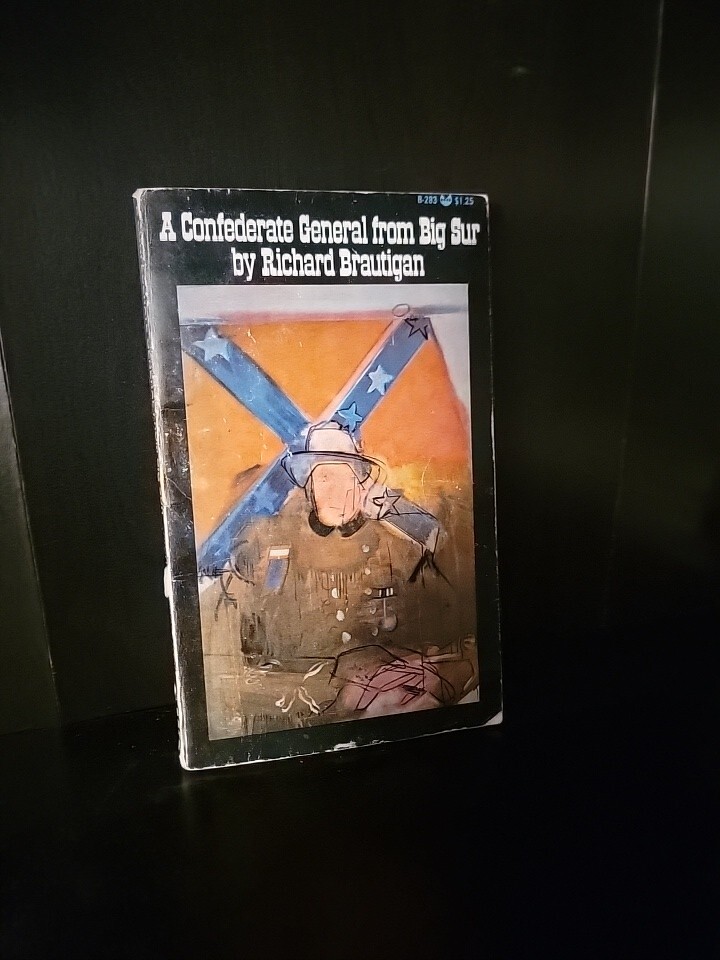 B-283 $1.25
A Confederate General from Big Sur
by Richard Brautigan